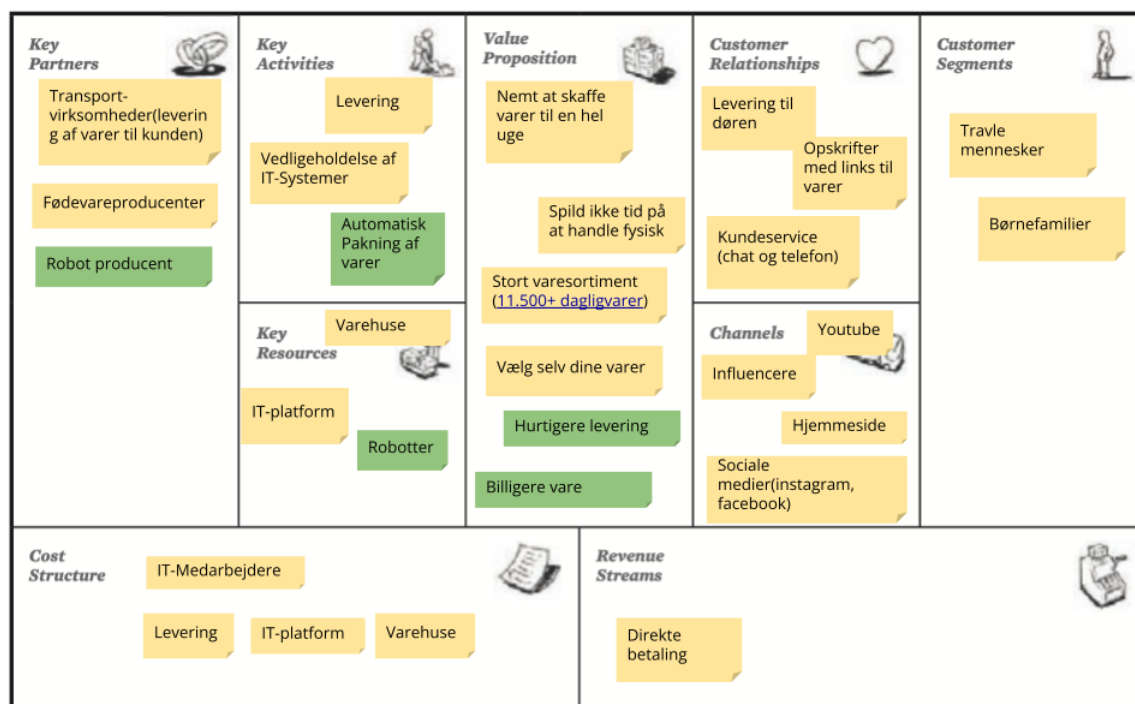 Key
Partners
Transport-
virksomheder(leverin
g af varer til kunden)
Fødevareproducenter
Robot producent
Key
Activities
Levering
Vedligeholdelse af
IT-Systemer
Automatisk
Pakning af
varer
Key
Resources
Varehuse
IT-platform
Robotter
Value
Proposition
Nemt at skaffe
varer til en hel
uge
Spild ikke tid på
at handle fysisk
Stort varesortiment
(11.500+ dagligvarer)
Vælg selv dine varer
Hurtigere levering
Billigere vare
Customer
Relationships
Levering til
døren
Opskrifter
med links til
varer
Kundeservice
(chat og telefon)
Channels
Youtube
Influencere
Hjemmeside
Sociale
medier(instagram,
facebook)
Customer
Segments
Travle
mennesker
Børnefamilier
Cost
Structure
IT-Medarbejdere
Levering
IT-platform
Varehuse
Revenue
Streams
Direkte
betaling